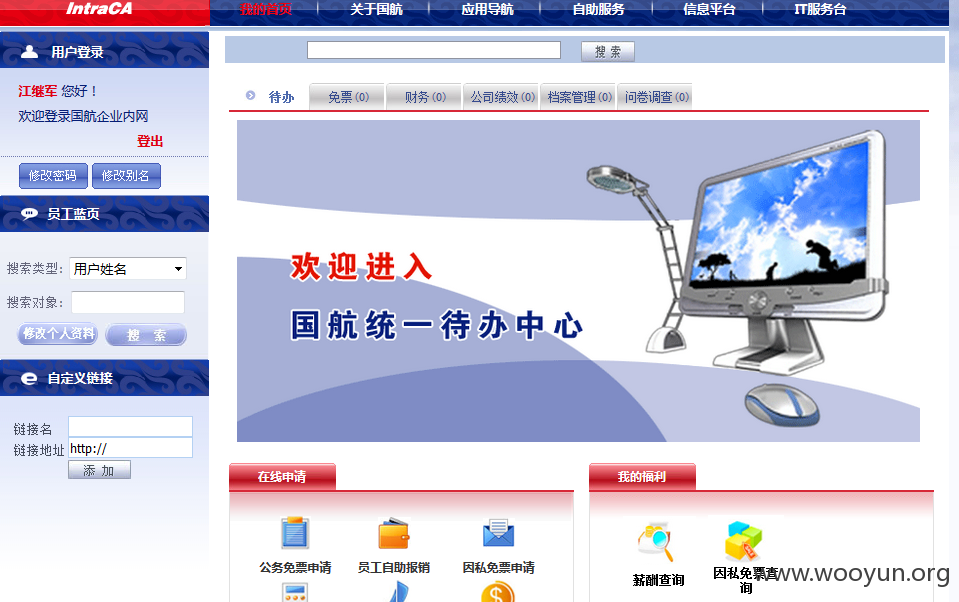 IntraCA
我的首页 关于国航 应用导航 自助服务 信息平台 IT服务台
用户登录
江继军 您好！
欢迎登录国航企业内网
登出
修改密码 修改别名
员工蓝页
搜索类型： 用户姓名
搜索对象：
修改个人资料 搜 索
自定义链接
链接名
链接地址 http://
添 加
搜 索
待办 免票(0) 财务(0) 公司绩效(0) 档案管理(0) 问卷调查(0)
欢迎进入
国航统一待办中心
在线申请
公务免票申请 员工自助报销 因私免票申请
我的福利
薪酬查询 因私免票查询
www.wooyun.org